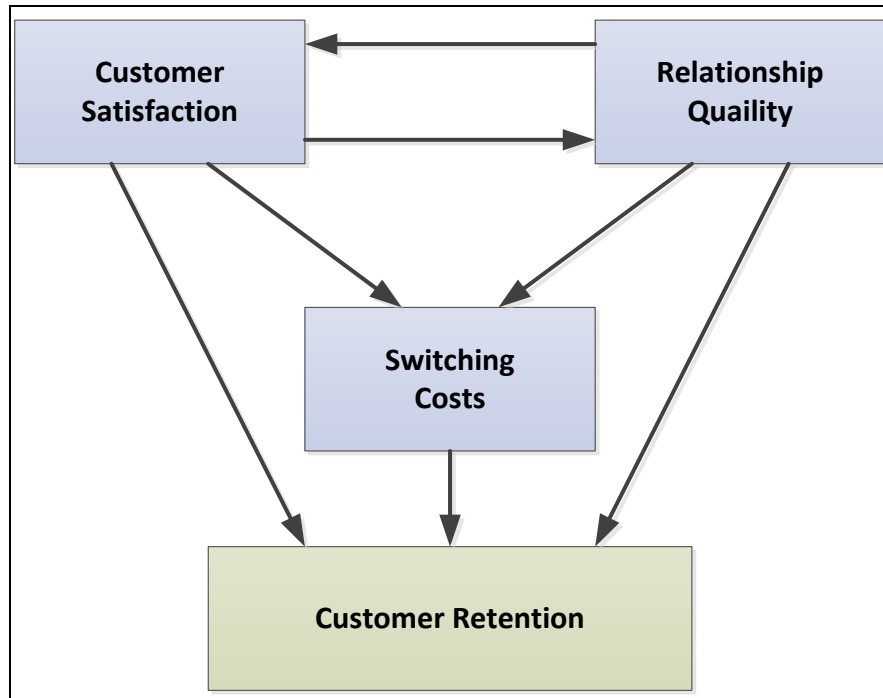 Customer
Satisfaction
Relationship
Quaility
Switching
Costs
Customer Retention